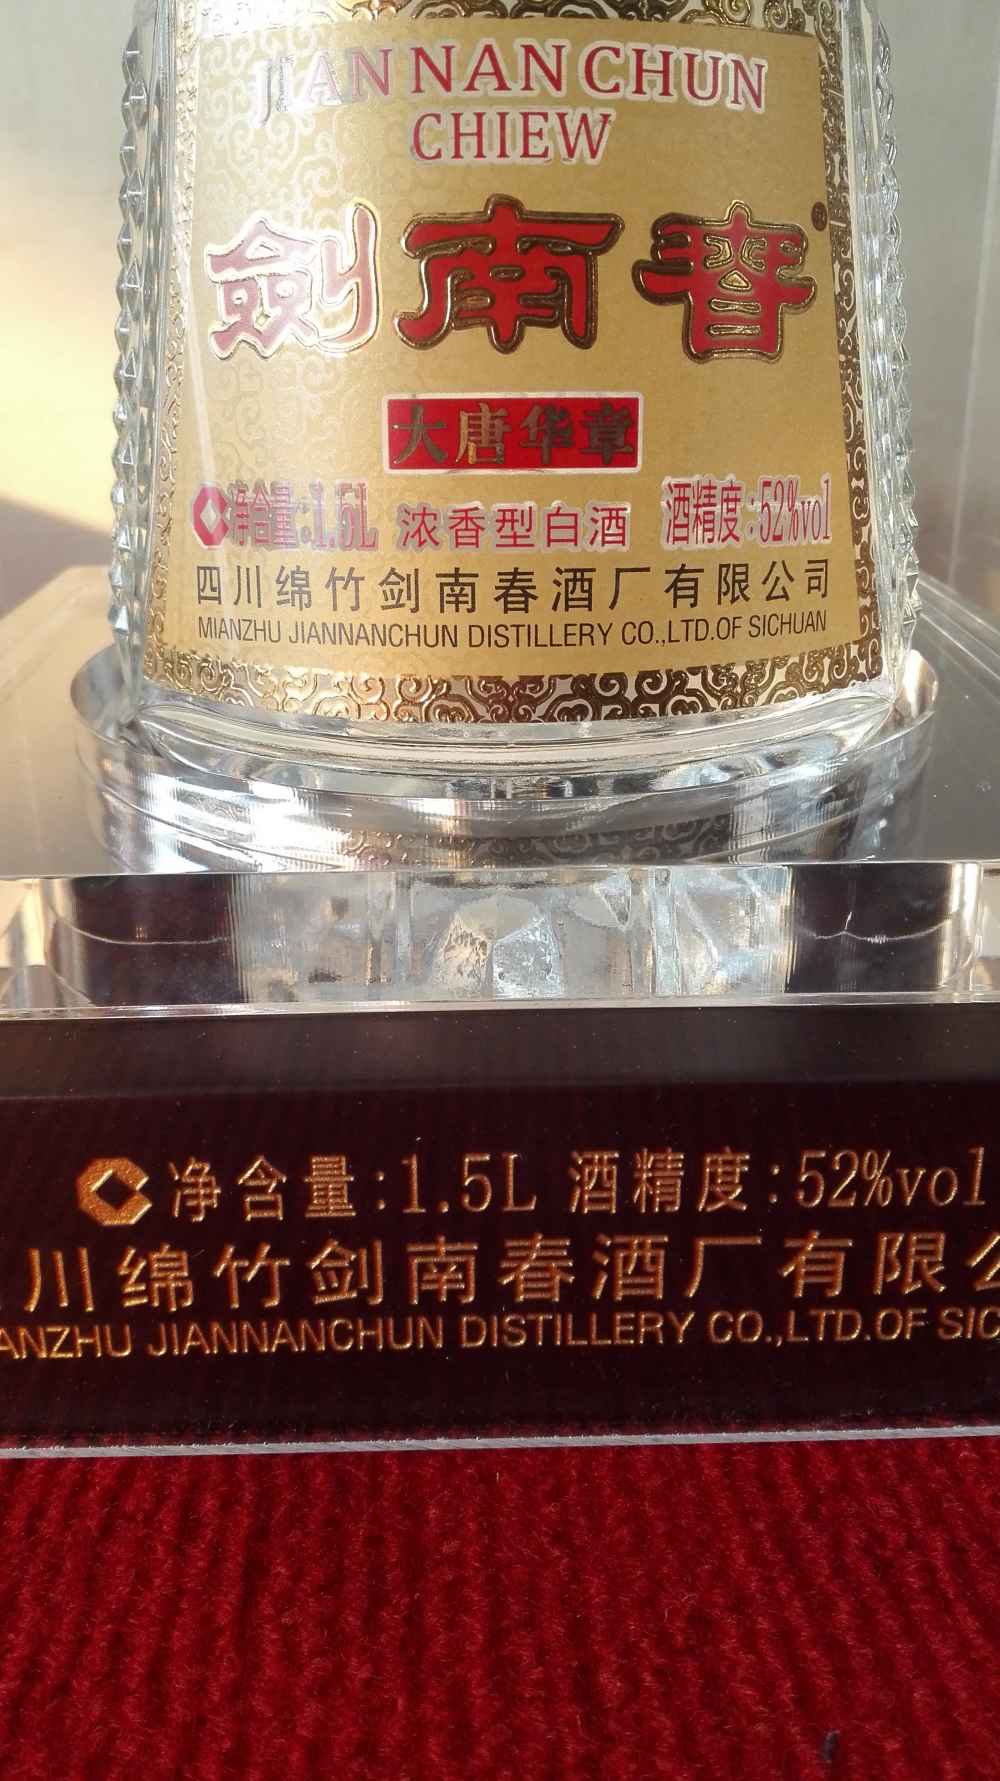 JIANNANCHUN
CHIEW
剑南春®
大唐华章
净含量:1.5L 浓香型白酒 酒精度:52%vol
四川绵竹剑南春酒厂有限公司
MIANZHU JIANNANCHUN DISTILLERY CO.,LTD.OF SICHUAN
净含量:1.5L 酒精度:52%vol
川绵竹剑南春酒厂有限公
ANZHU JIANNANCHUN DISTILLERY CO.,LTD.OF SIC